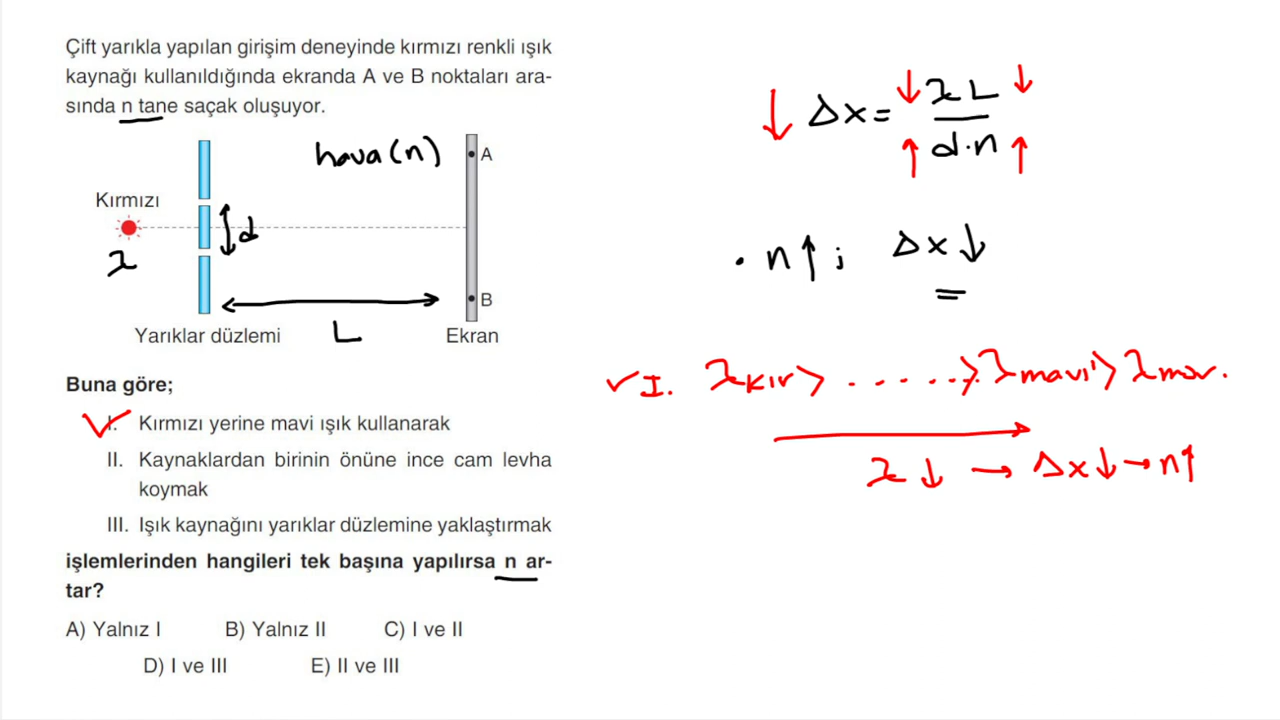 Çift yarıkla yapılan girişim deneyinde kırmızı renkli ışık
kaynağı kullanıldığında ekranda A ve B noktaları ara-
sında n tane saçak oluşuyor.
hava(n)
A
Kırmızı
λ
d
B
L
Yarıklar düzlemi
Ekran
Buna göre;
I. Kırmızı yerine mavi ışık kullanarak
II. Kaynaklardan birinin önüne ince cam levha
koymak
III. Işık kaynağını yarıklar düzlemine yaklaştırmak
işlemlerinden hangileri tek başına yapılırsa n ar-
tar?
A) Yalnız I B) Yalnız II C) I ve II
D) I ve III E) II ve III
↓ Δx = ↓ λL ↓
↑ d·n ↑
• n↑ ; Δx↓
✓I. λkır > ......> λmavi > λmor.
λ ↓ → Δx↓ → n↑